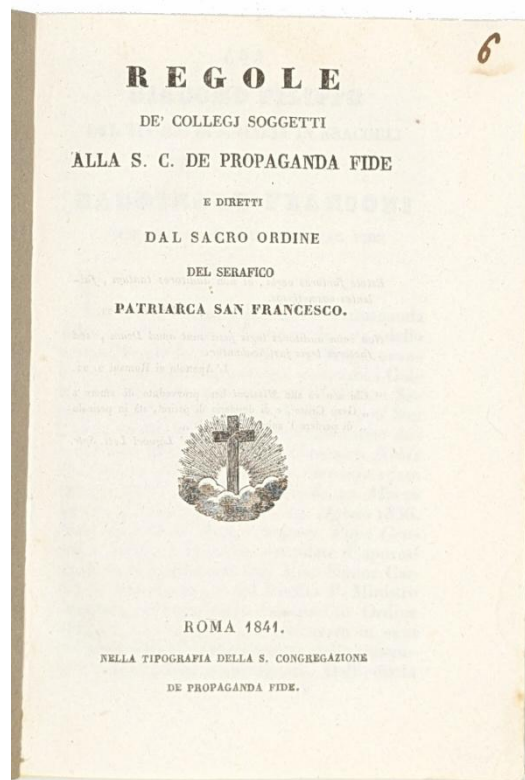 6
REGOLE
DE' COLLEGJ SOGGETTI
ALLA S. C. DE PROPAGANDA FIDE
E DIRETTI
DAL SACRO ORDINE
DEL SERAFICO
PATRIARCA SAN FRANCESCO.
ROMA 1841.
NELLA TIPOGRAFIA DELLA S. CONGREGAZIONE
DE PROPAGANDA FIDE.